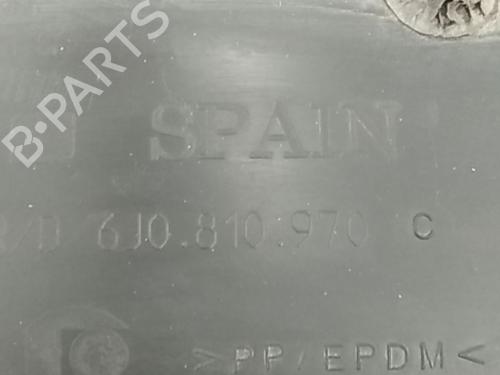 B-PARTS
SPAIN
R/D 6J0.810.970 C
>PP/EPDM<